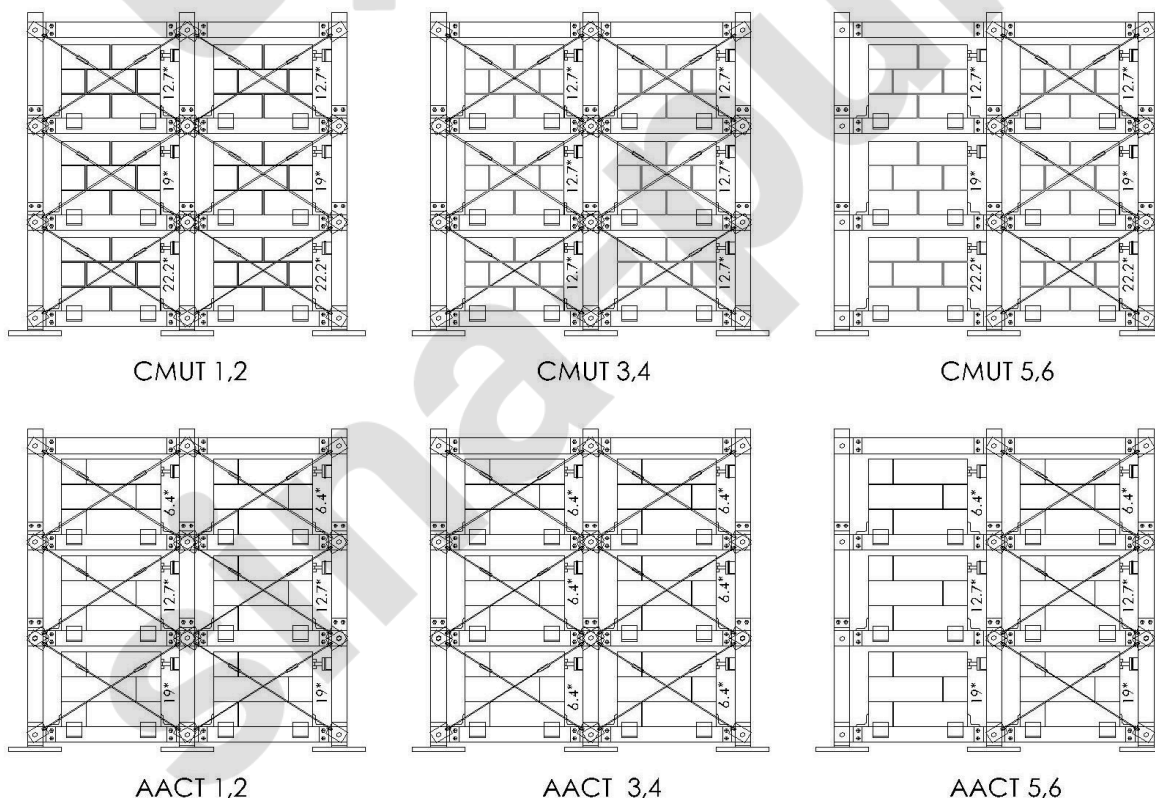 12.7* 12.7* 12.7* 12.7* 12.7* 12.7*
19* 19* 12.7* 12.7* 19* 19*
22.2* 22.2* 12.7* 12.7* 22.2* 22.2*
CMUT 1,2 CMUT 3,4 CMUT 5,6
6.4* 6.4* 6.4* 6.4* 6.4* 6.4*
12.7* 12.7* 6.4* 6.4* 12.7* 12.7*
19* 19* 6.4* 6.4* 19* 19*
AACT 1,2 AACT 3,4 AACT 5,6